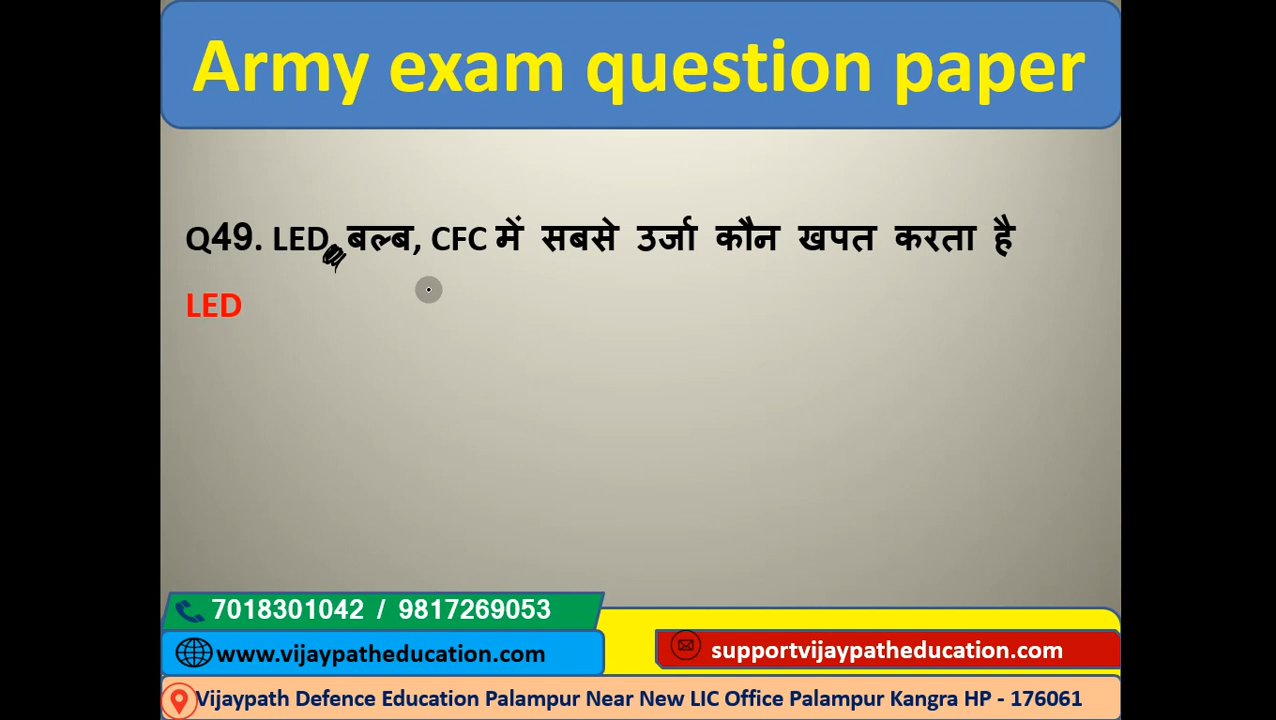 Army exam question paper
Q49. LED, बल्ब, CFC में सबसे उर्जा कौन खपत करता है
LED
7018301042 / 9817269053
www.vijaypatheducation.com
supportvijaypatheducation.com
Vijaypath Defence Education Palampur Near New LIC Office Palampur Kangra HP - 176061